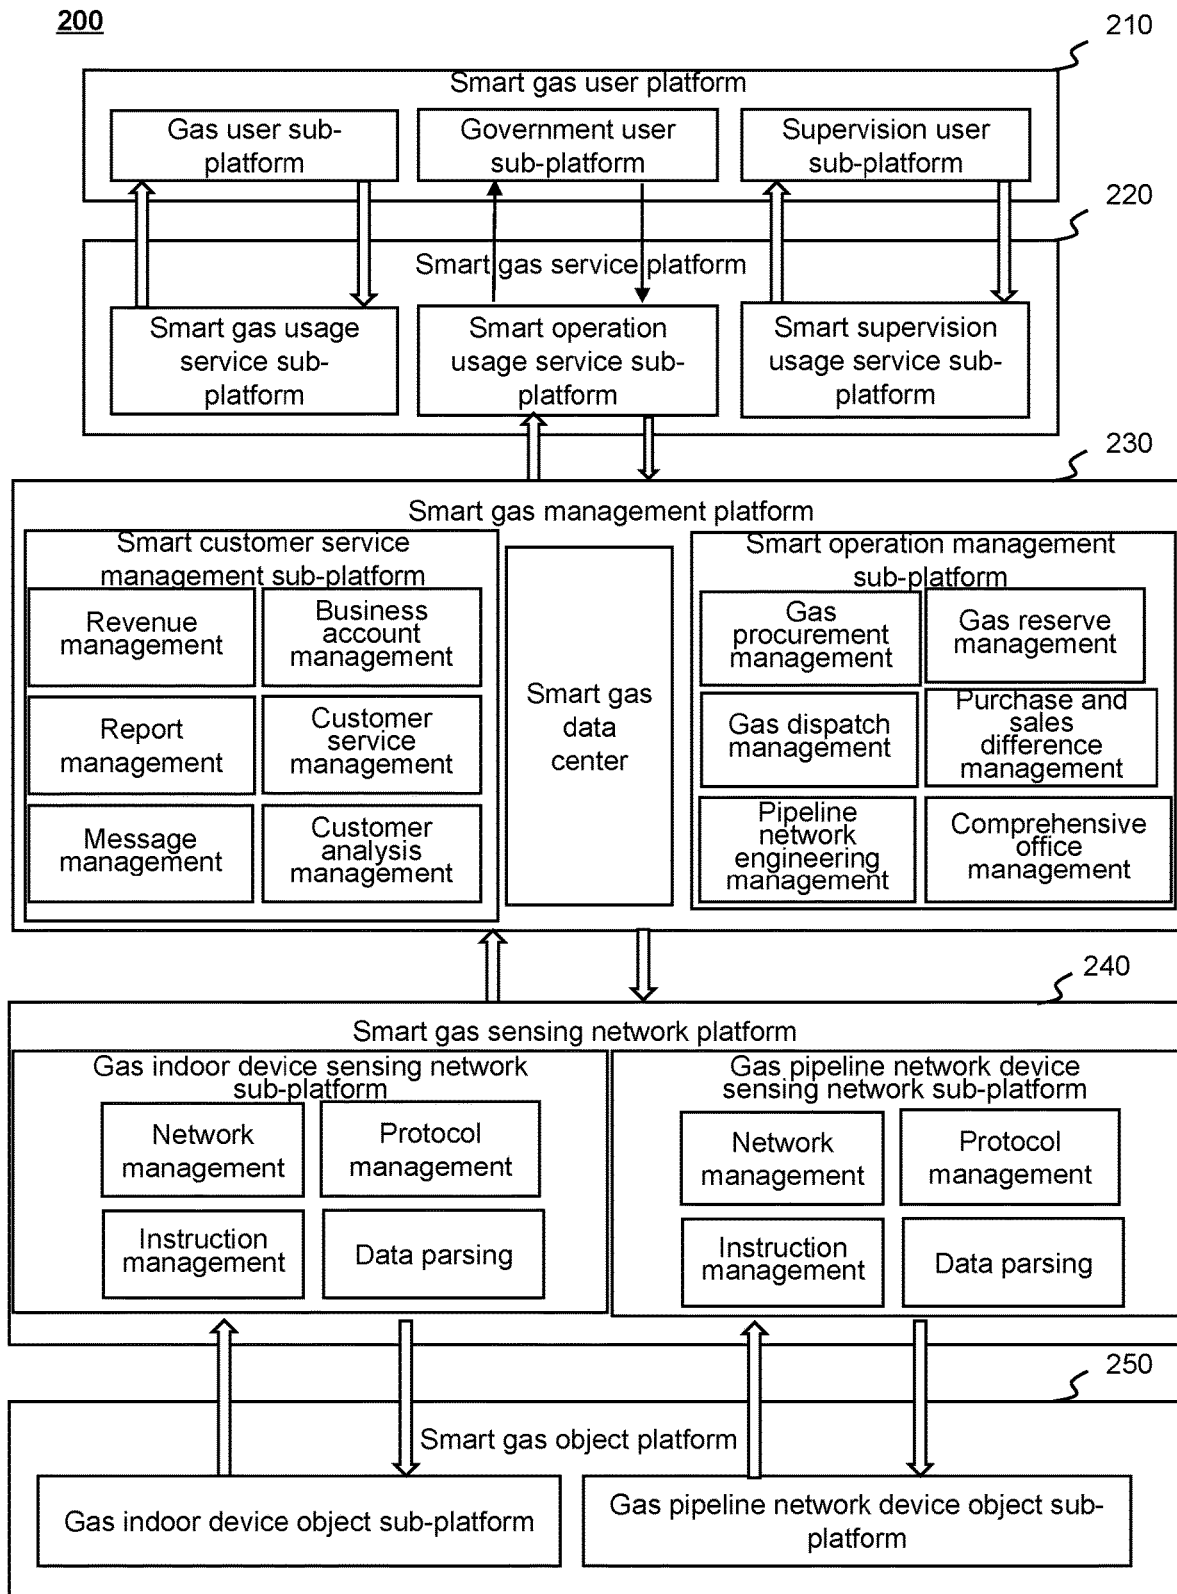 200
210
Smart gas user platform
Gas user sub-
platform
Government user
sub-platform
Supervision user
sub-platform
220
Smart gas service platform
Smart gas usage
service sub-
platform
Smart operation
usage service sub-
platform
Smart supervision
usage service sub-
platform
230
Smart gas management platform
Smart customer service
management sub-platform
Revenue
management
Business
account
management
Report
management
Customer
service
management
Message
management
Customer
analysis
management
Smart gas
data
center
Smart operation management
sub-platform
Gas
procurement
management
Gas reserve
management
Gas dispatch
management
Purchase and
sales
difference
management
Pipeline
network
engineering
management
Comprehensive
office
management
240
Smart gas sensing network platform
Gas indoor device sensing network
sub-platform
Network
management
Protocol
management
Instruction
management
Data parsing
Gas pipeline network device
sensing network sub-platform
Network
management
Protocol
management
Instruction
management
Data parsing
250
Smart gas object platform
Gas indoor device object sub-platform
Gas pipeline network device object sub-
platform